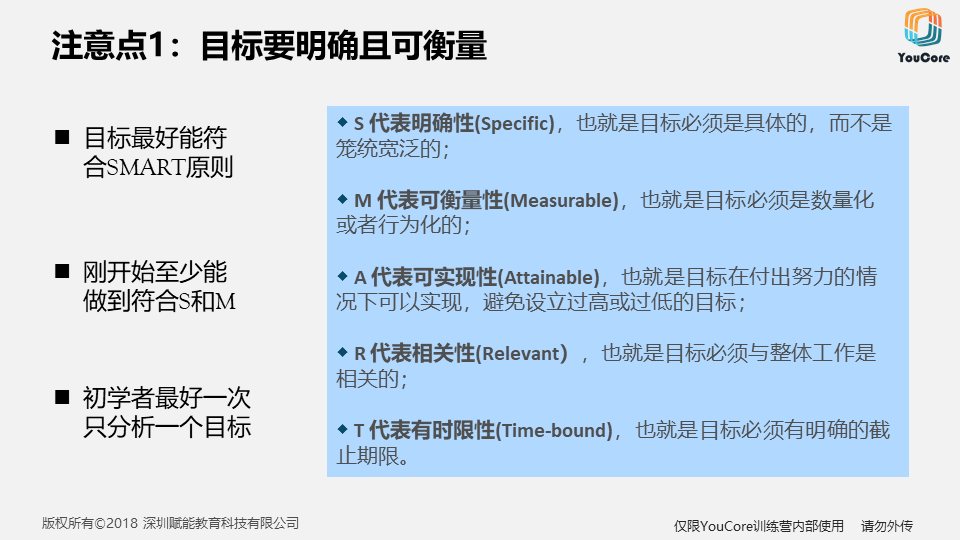 注意点1：目标要明确且可衡量
YouCore
■ 目标最好能符
合SMART原则
■ 刚开始至少能
做到符合S和M
■ 初学者最好一次
只分析一个目标
◆ S 代表明确性(Specific)，也就是目标必须是具体的，而不是
笼统宽泛的；
◆ M 代表可衡量性(Measurable)，也就是目标必须是数量化
或者行为化的；
◆ A 代表可实现性(Attainable)，也就是目标在付出努力的情
况下可以实现，避免设立过高或过低的目标；
◆ R 代表相关性(Relevant） ，也就是目标必须与整体工作是
相关的；
◆ T 代表有时限性(Time-bound)，也就是目标必须有明确的截
止期限。
版权所有©2018 深圳赋能教育科技有限公司
仅限YouCore训练营内部使用 请勿外传